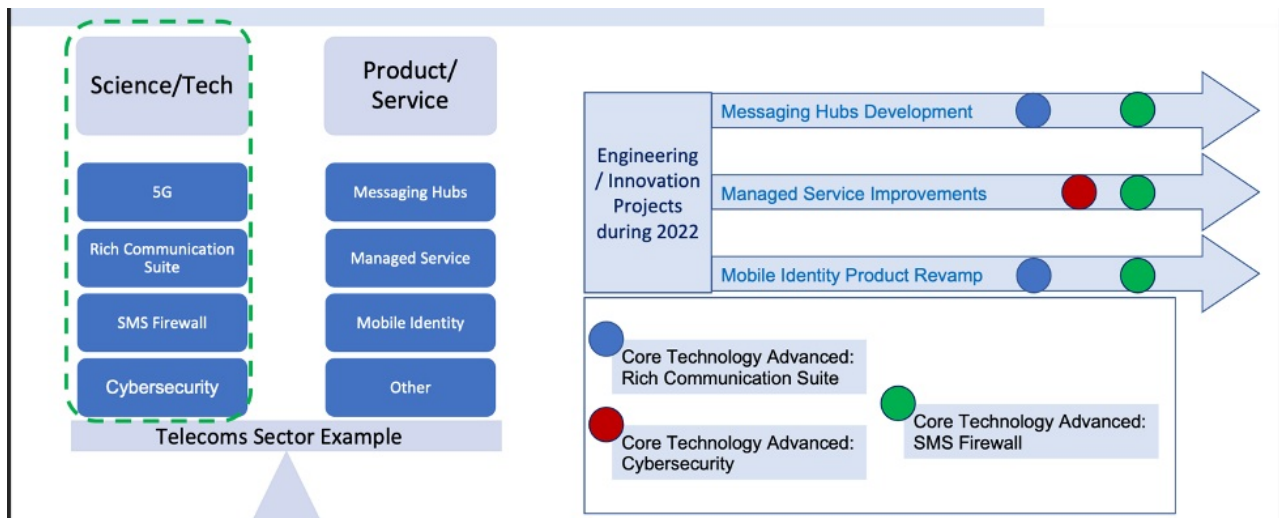 Science/Tech
Product/
Service
5G
Rich Communication
Suite
SMS Firewall
Cybersecurity
Messaging Hubs
Managed Service
Mobile Identity
Other
Telecoms Sector Example
Engineering
/ Innovation
Projects
during 2022
Messaging Hubs Development
Managed Service Improvements
Mobile Identity Product Revamp
Core Technology Advanced:
Rich Communication Suite
Core Technology Advanced:
Cybersecurity
Core Technology Advanced:
SMS Firewall